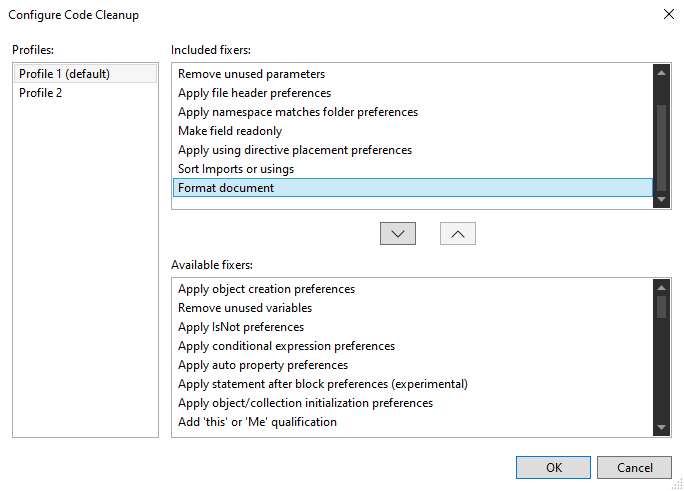 Configure Code Cleanup
Profiles:
Profile 1 (default)
Profile 2
Included fixers:
Remove unused parameters
Apply file header preferences
Apply namespace matches folder preferences
Make field readonly
Apply using directive placement preferences
Sort Imports or usings
Format document
Available fixers:
Apply object creation preferences
Remove unused variables
Apply IsNot preferences
Apply conditional expression preferences
Apply auto property preferences
Apply statement after block preferences (experimental)
Apply object/collection initialization preferences
Add 'this' or 'Me' qualification
OK
Cancel